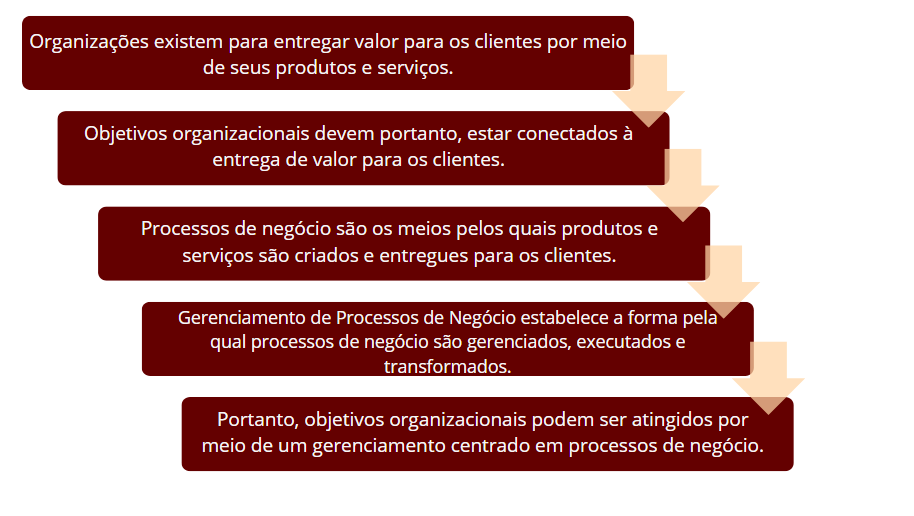 Organizações existem para entregar valor para os clientes por meio
de seus produtos e serviços.
Objetivos organizacionais devem portanto, estar conectados à
entrega de valor para os clientes.
Processos de negócio são os meios pelos quais produtos e
serviços são criados e entregues para os clientes.
Gerenciamento de Processos de Negócio estabelece a forma pela
qual processos de negócio são gerenciados, executados e
transformados.
Portanto, objetivos organizacionais podem ser atingidos por
meio de um gerenciamento centrado em processos de negócio.